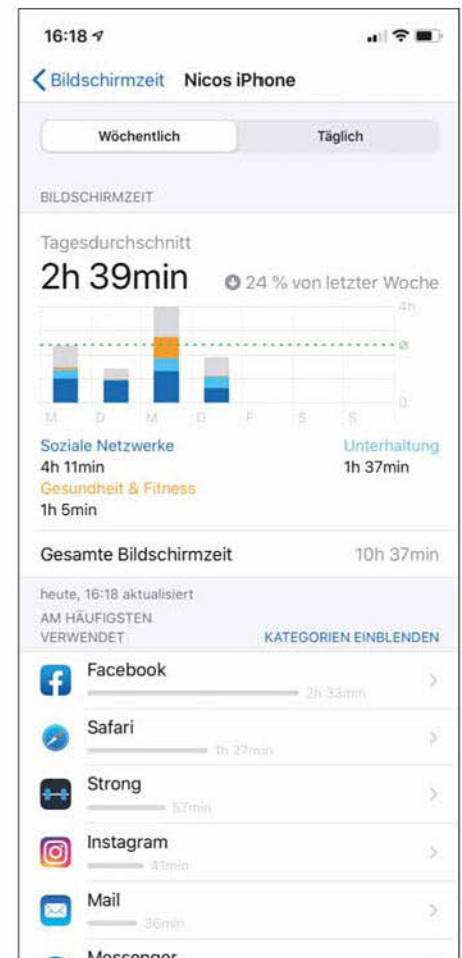 16:18
Bildschirmzeit Nicos iPhone
Wöchentlich Täglich
BILDSCHIRMZEIT
Tagesdurchschnitt
2h 39min 24 % von letzter Woche
4h
ø
M D M D F S S 0
Soziale Netzwerke Unterhaltung
4h 11min 1h 37min
Gesundheit & Fitness
1h 5min
Gesamte Bildschirmzeit 10h 37min
heute, 16:18 aktualisiert
AM HÄUFIGSTEN
VERWENDET KATEGORIEN EINBLENDEN
Facebook
2h 33min
Safari
1h 27min
Strong
57min
Instagram
41min
Mail
36min
Messenger